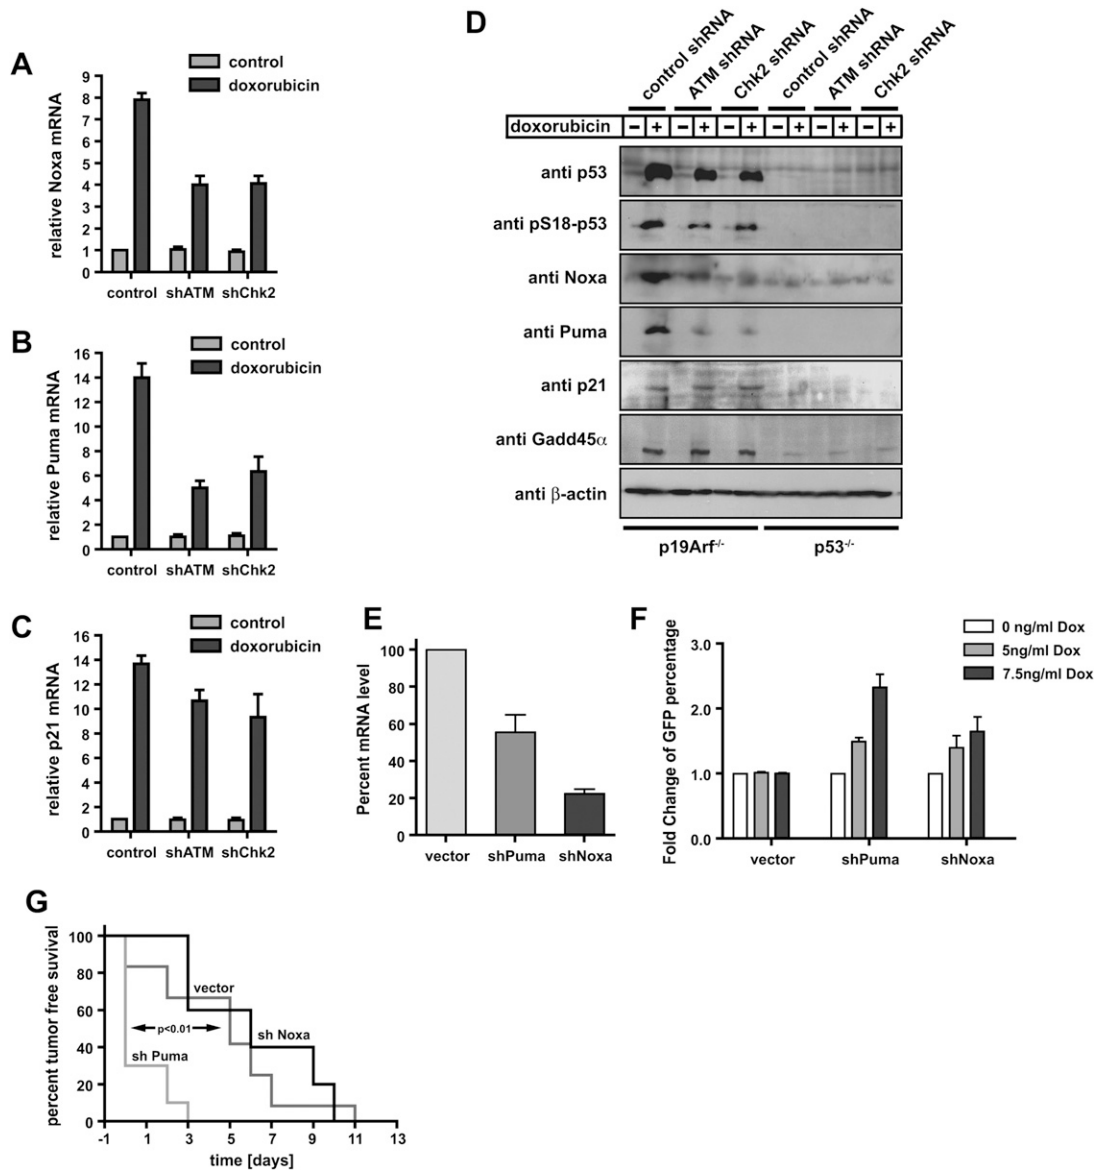 A
control
doxorubicin
relative Noxa mRNA
9
8
7
6
5
4
3
2
1
0
control shATM shChk2
B
control
doxorubicin
relative Puma mRNA
16
14
12
10
8
6
4
2
0
control shATM shChk2
C
control
doxorubicin
relative p21 mRNA
16
14
12
10
8
6
4
2
0
control shATM shChk2
D
control shRNA
ATM shRNA
Chk2 shRNA
control shRNA
ATM shRNA
Chk2 shRNA
doxorubicin − + − + − + − + − + − +
anti p53
anti pS18-p53
anti Noxa
anti Puma
anti p21
anti Gadd45α
anti β-actin
p19Arf-/- p53-/-
E
Percent mRNA level
100
80
60
40
20
0
vector shPuma shNoxa
F
0 ng/ml Dox
5ng/ml Dox
7.5ng/ml Dox
Fold Change of GFP percentage
3.0
2.0
1.0
0.0
vector shPuma shNoxa
G
percent tumor free suvival
100
80
60
40
20
0
vector
p<0.01
sh Noxa
sh Puma
-1 1 3 5 7 9 11 13
time [days]